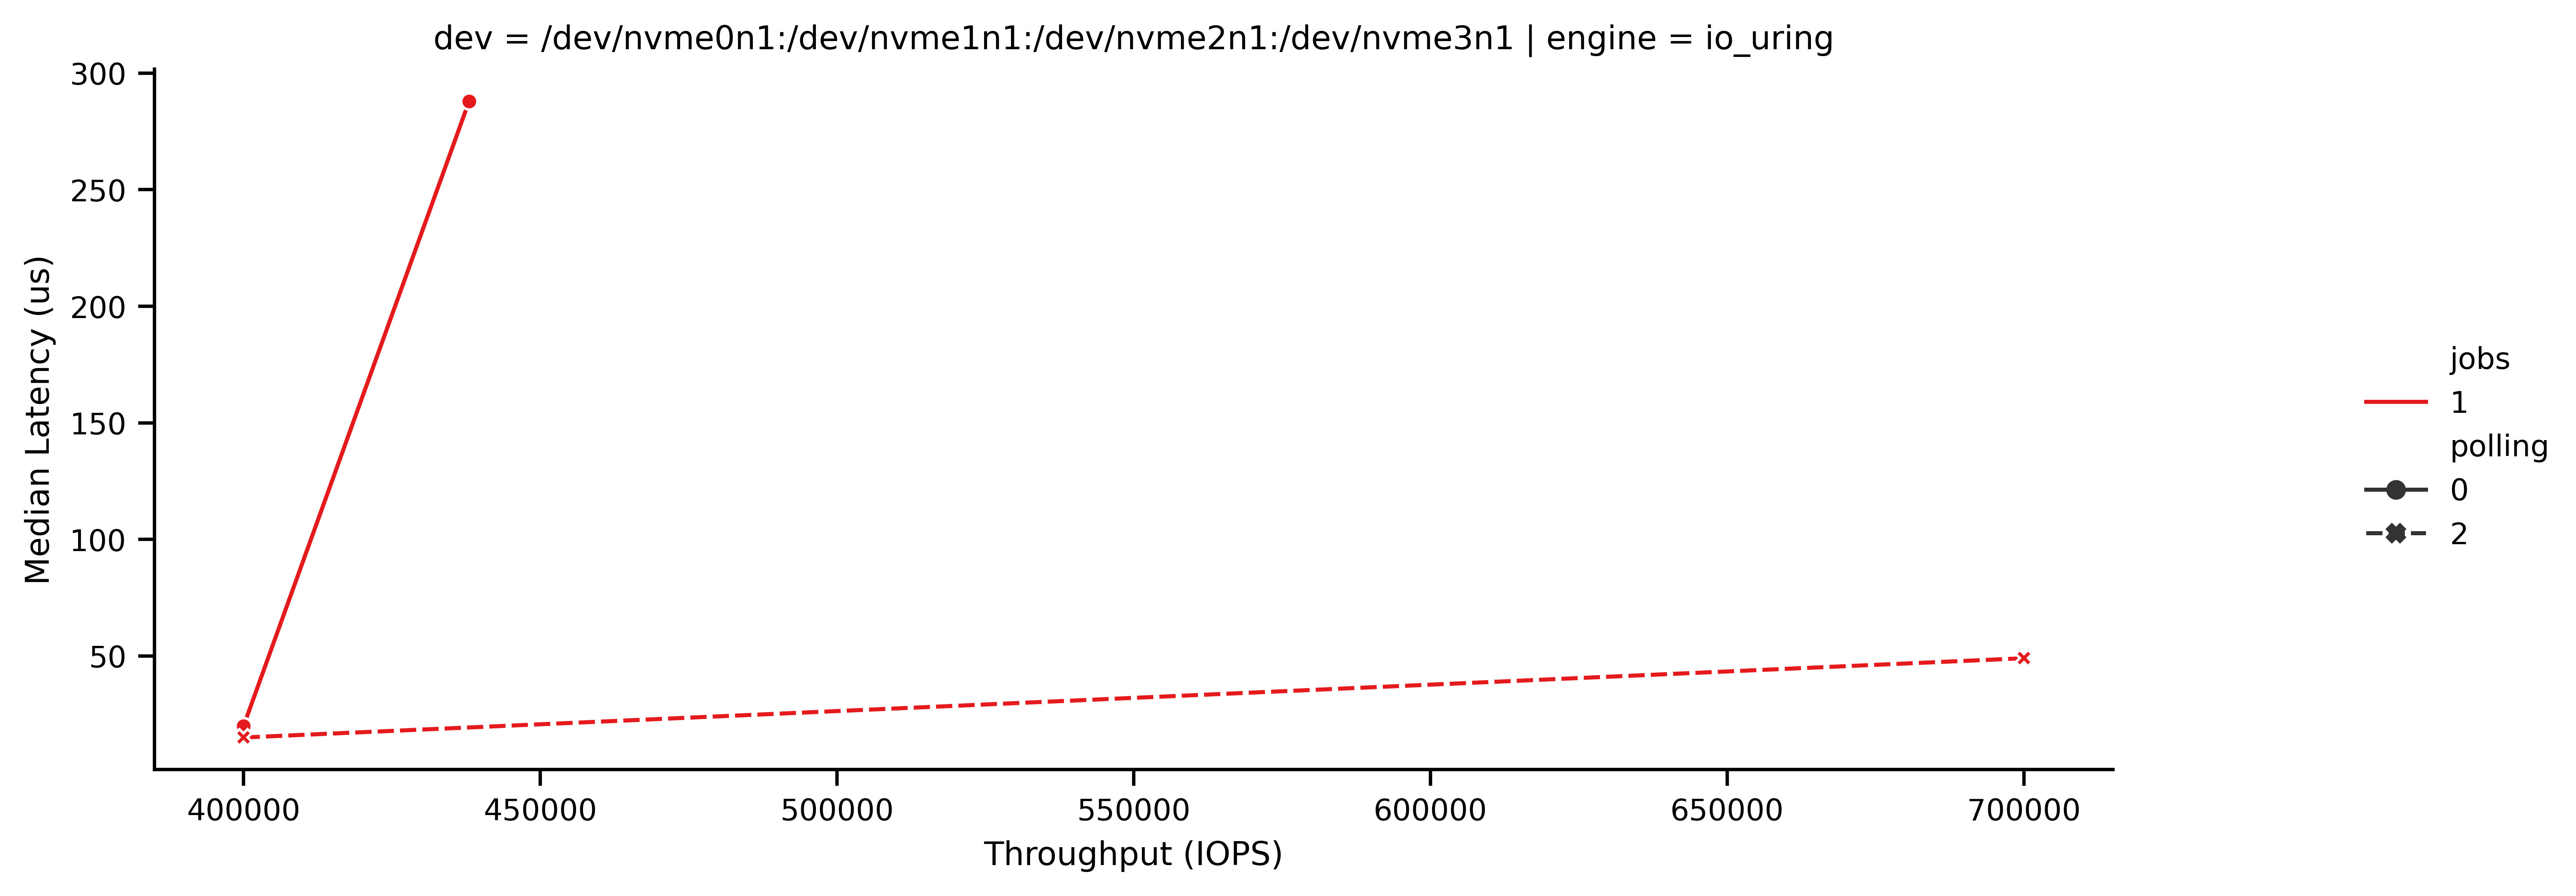 dev = /dev/nvme0n1:/dev/nvme1n1:/dev/nvme2n1:/dev/nvme3n1 | engine = io_uring
300
250
200
150
100
50
Median Latency (us)
400000 450000 500000 550000 600000 650000 700000
Throughput (IOPS)
jobs
1
polling
0
2